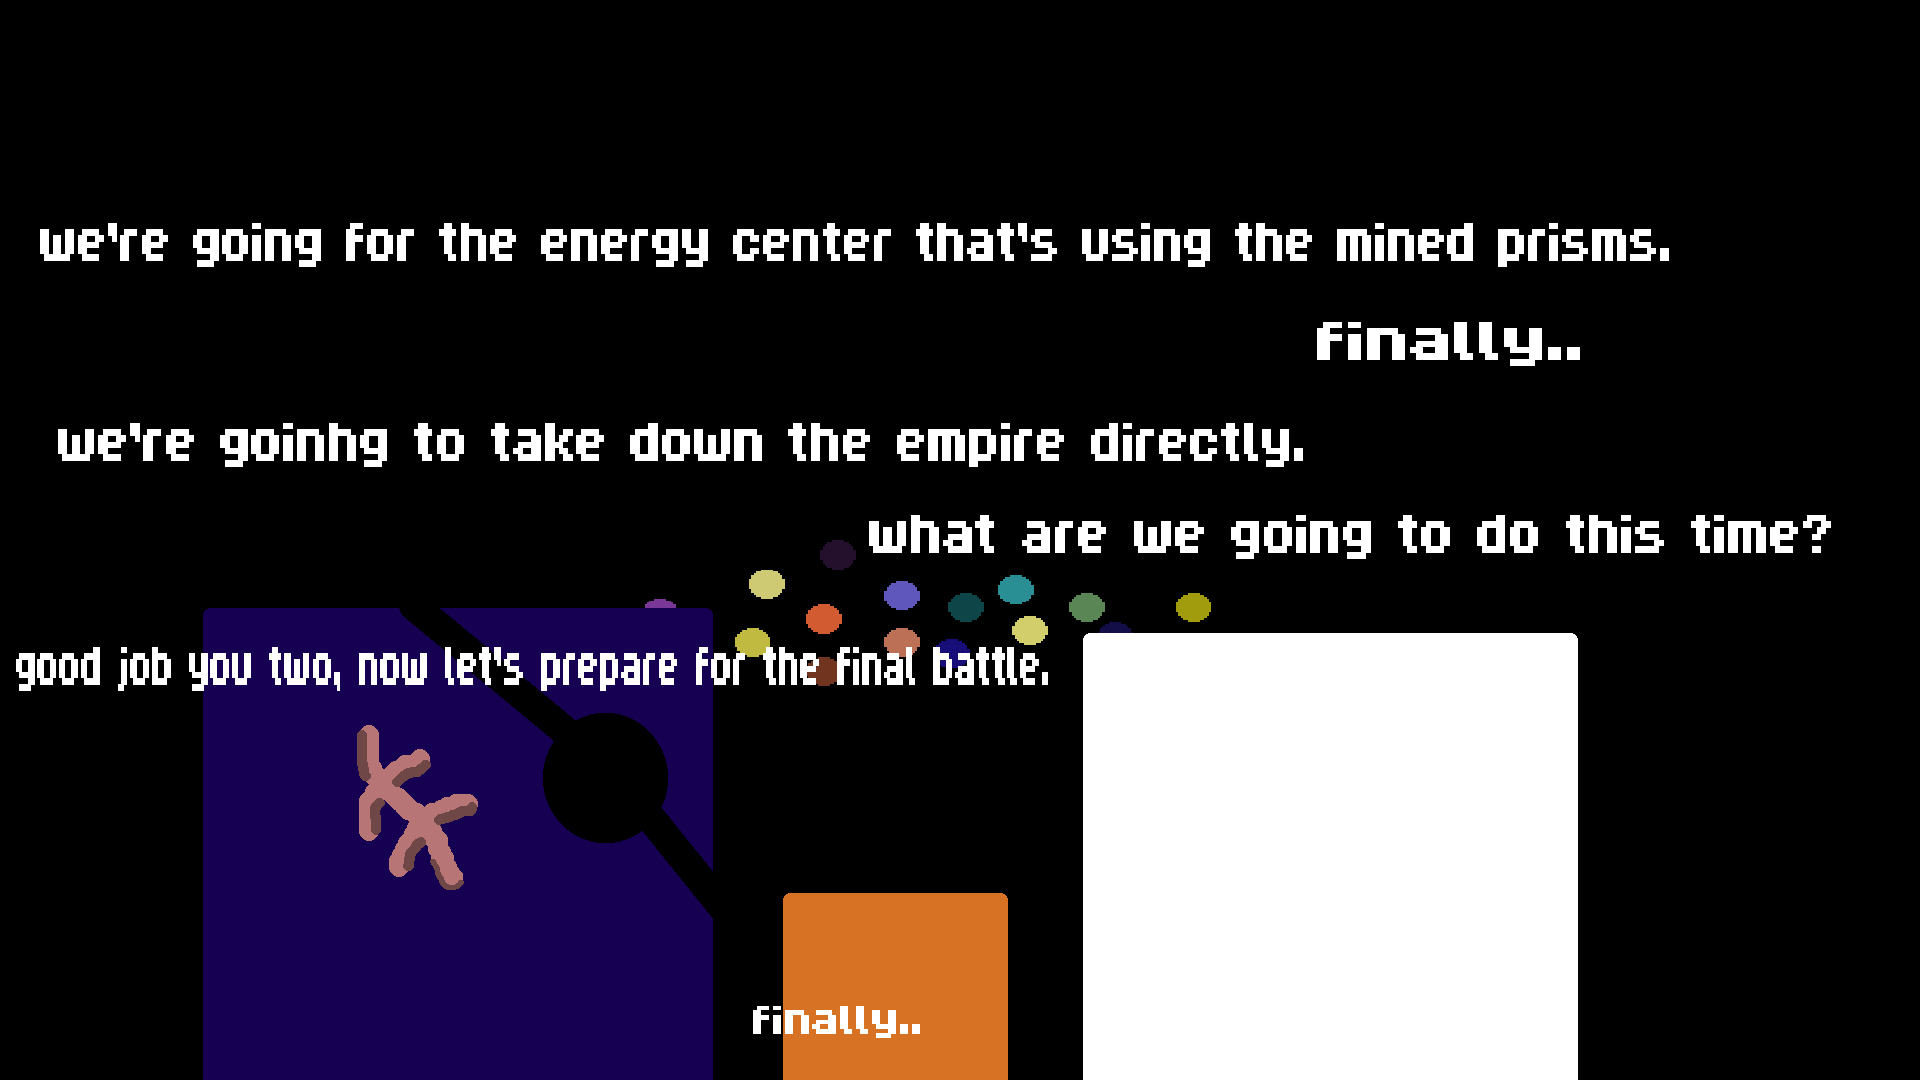 we're going for the energy center that's using the mined prisms.
finally..
we're goinhg to take down the empire directly.
what are we going to do this time?
good job you two, now let's prepare for the final battle.
finally..